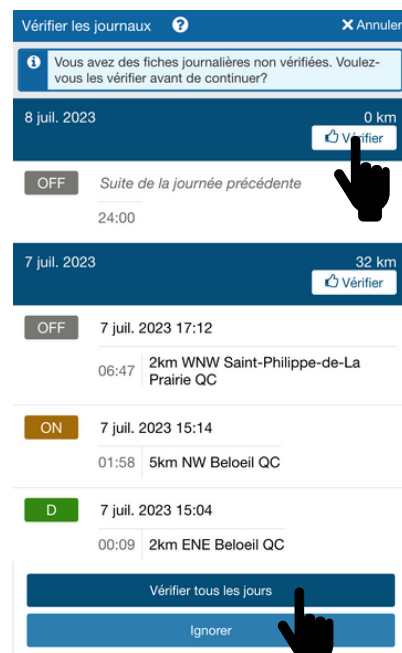 Vérifier les journaux ? × Annuler
Vous avez des fiches journalières non vérifiées. Voulez-
vous les vérifier avant de continuer?
8 juil. 2023 0 km
Vérifier
OFF Suite de la journée précédente
24:00
7 juil. 2023 32 km
Vérifier
OFF 7 juil. 2023 17:12
06:47 2km WNW Saint-Philippe-de-La
Prairie QC
ON 7 juil. 2023 15:14
01:58 5km NW Beloeil QC
D 7 juil. 2023 15:04
00:09 2km ENE Beloeil QC
Vérifier tous les jours
Ignorer